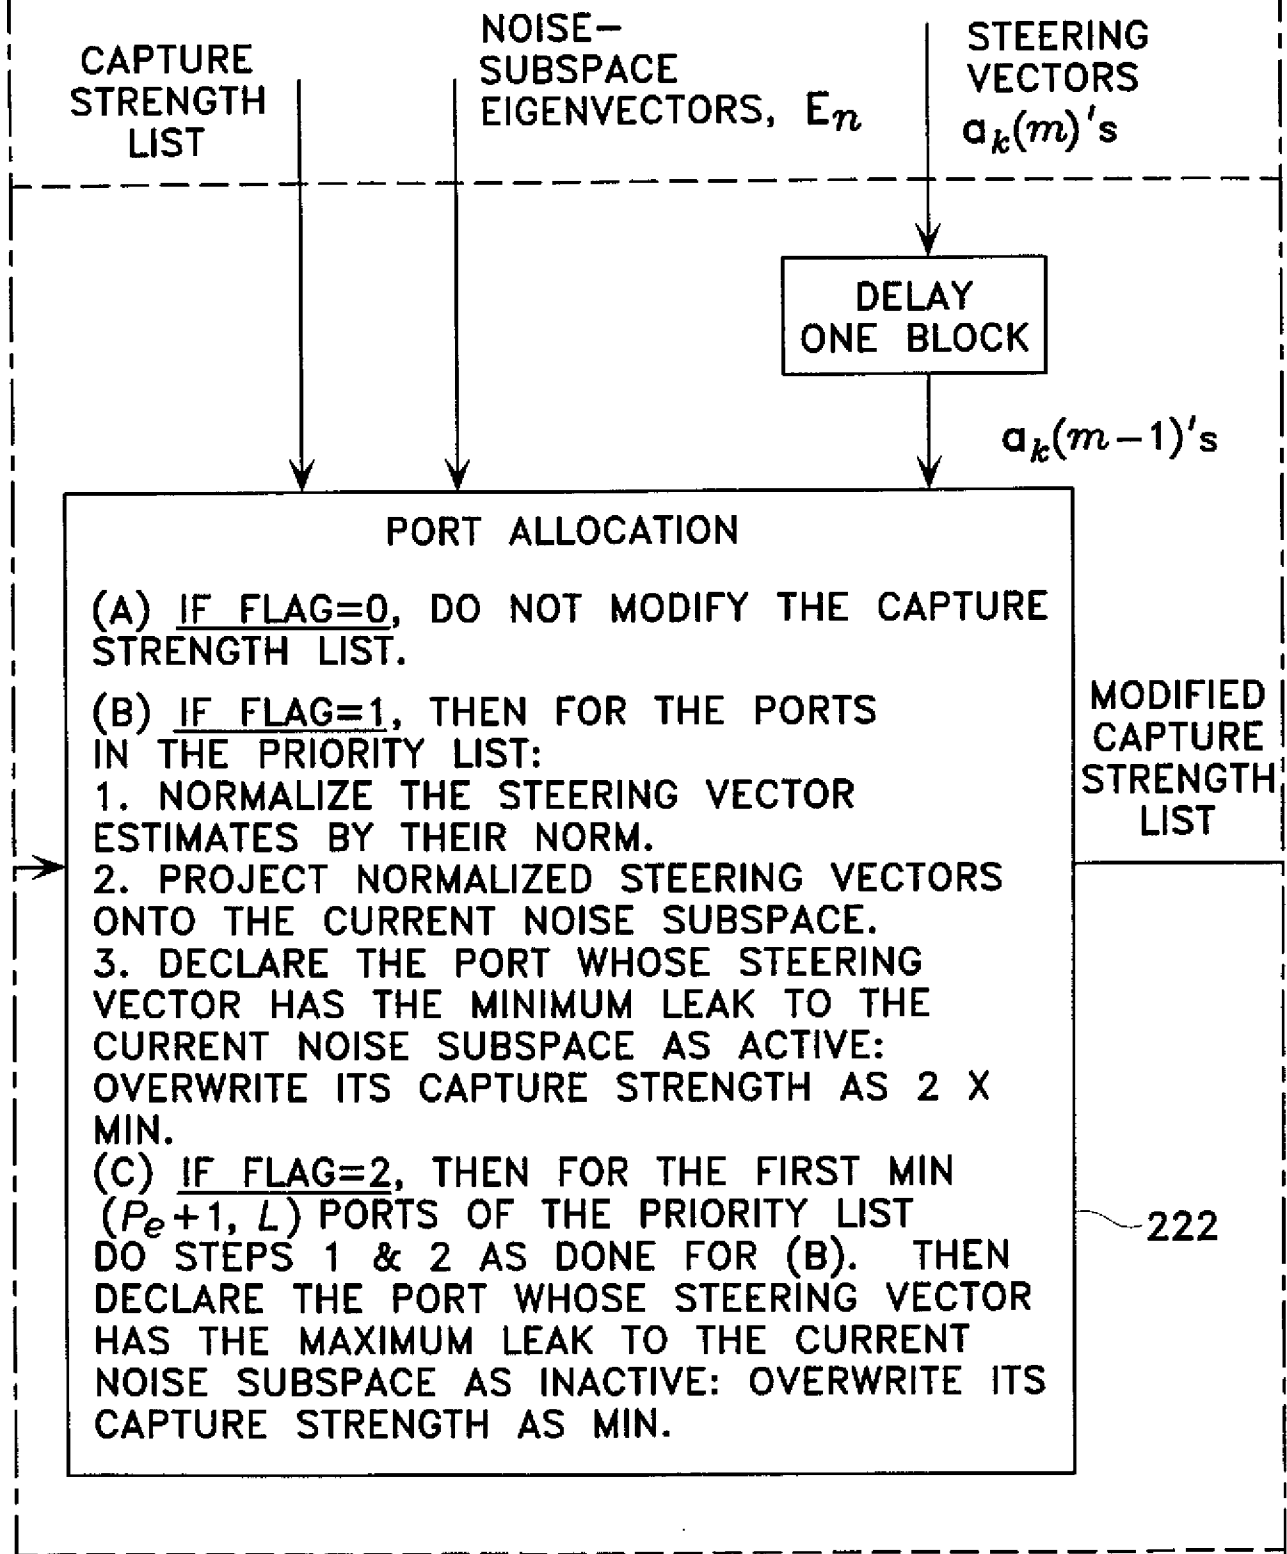 CAPTURE
STRENGTH
LIST
NOISE-
SUBSPACE
EIGENVECTORS, En
STEERING
VECTORS
ak(m)'s
DELAY
ONE BLOCK
ak(m-1)'s
PORT ALLOCATION
(A) IF FLAG=0, DO NOT MODIFY THE CAPTURE
STRENGTH LIST.
(B) IF FLAG=1, THEN FOR THE PORTS
IN THE PRIORITY LIST:
1. NORMALIZE THE STEERING VECTOR
ESTIMATES BY THEIR NORM.
2. PROJECT NORMALIZED STEERING VECTORS
ONTO THE CURRENT NOISE SUBSPACE.
3. DECLARE THE PORT WHOSE STEERING
VECTOR HAS THE MINIMUM LEAK TO THE
CURRENT NOISE SUBSPACE AS ACTIVE:
OVERWRITE ITS CAPTURE STRENGTH AS 2 X
MIN.
(C) IF FLAG=2, THEN FOR THE FIRST MIN
(Pe+1, L) PORTS OF THE PRIORITY LIST
DO STEPS 1 & 2 AS DONE FOR (B). THEN
DECLARE THE PORT WHOSE STEERING VECTOR
HAS THE MAXIMUM LEAK TO THE CURRENT
NOISE SUBSPACE AS INACTIVE: OVERWRITE ITS
CAPTURE STRENGTH AS MIN.
MODIFIED
CAPTURE
STRENGTH
LIST
222